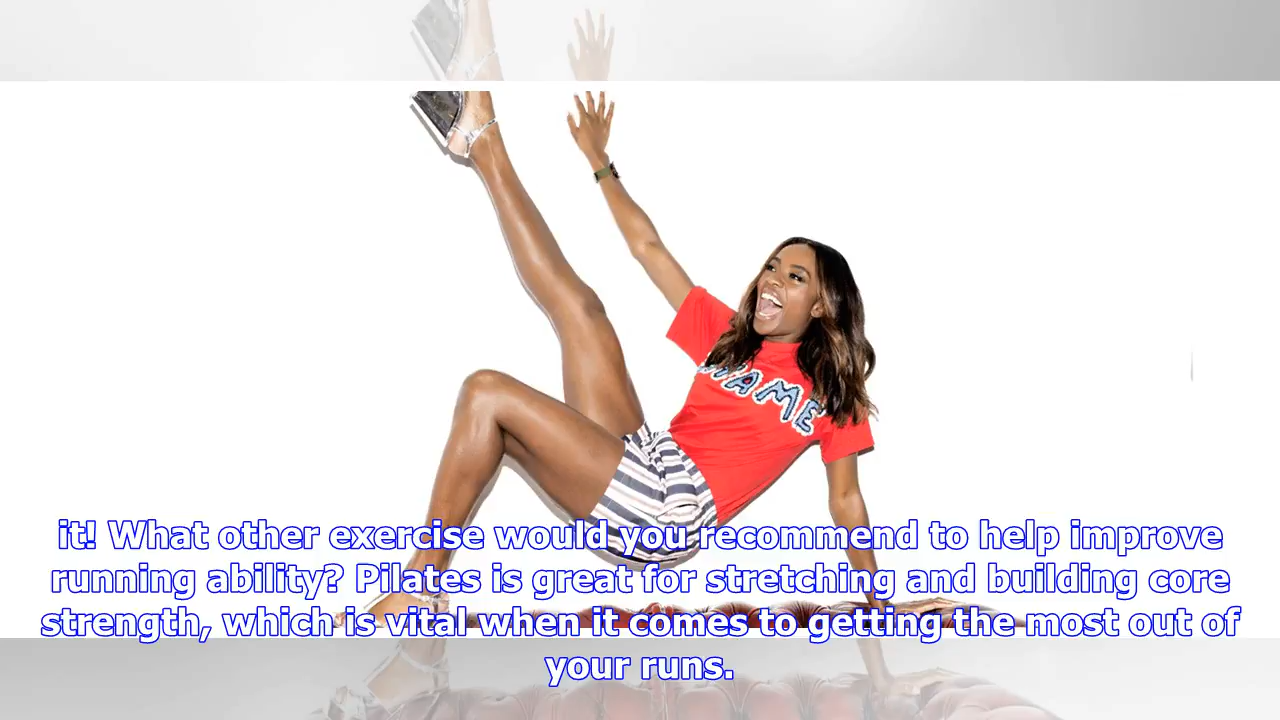 AME
it! What other exercise would you recommend to help improve
running ability? Pilates is great for stretching and building core
strength, which is vital when it comes to getting the most out of
your runs.